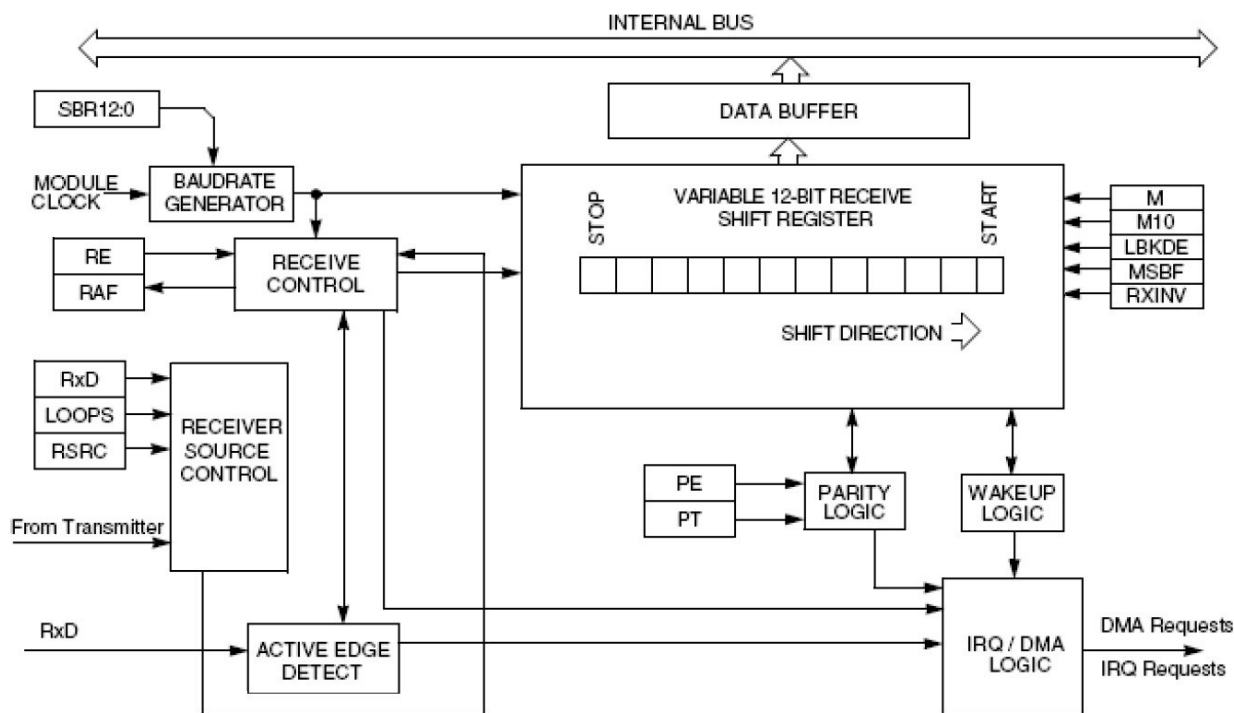 INTERNAL BUS
SBR12:0
DATA BUFFER
MODULE
CLOCK
BAUDRATE
GENERATOR
VARIABLE 12-BIT RECEIVE
SHIFT REGISTER
STOP
START
M
M10
LBKDE
MSBF
RXINV
RE
RAF
RECEIVE
CONTROL
SHIFT DIRECTION
RxD
LOOPS
RSRC
RECEIVER
SOURCE
CONTROL
From Transmitter
PE
PT
PARITY
LOGIC
WAKEUP
LOGIC
RxD
ACTIVE EDGE
DETECT
IRQ / DMA
LOGIC
DMA Requests
IRQ Requests